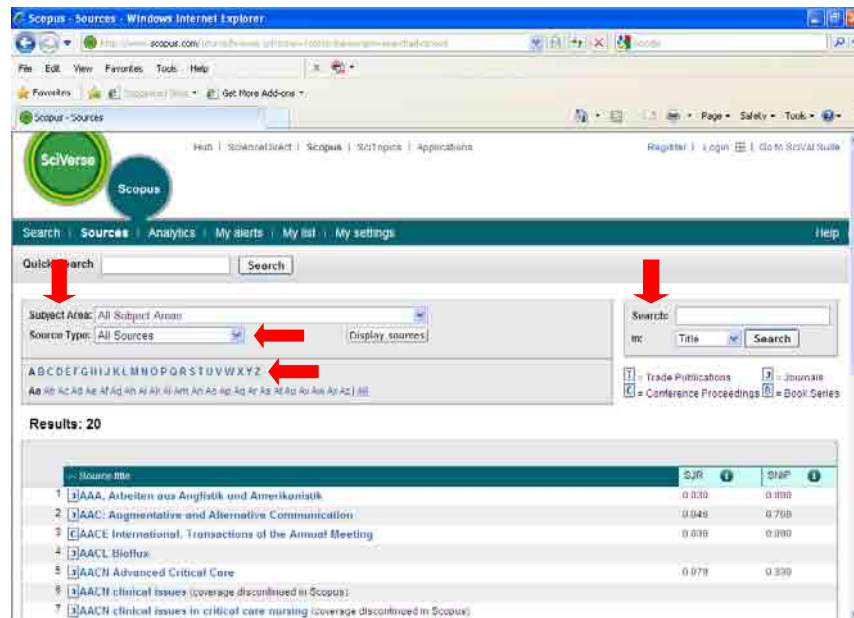 Scopus - Sources - Windows Internet Explorer
scopus.com
File Edit View Favorites Tools Help
Favorites Get More Add-ons
Scopus - Sources
Page Safety Tools
SciVerse
Scopus
Hub | ScienceDirect | Scopus | SciTopics | Applications
Register | Login | Go to SciVal Suite
Search | Sources | Analytics | My alerts | My list | My settings
Help
Quick Search Search
Subject Area: All Subject Areas
Source Type: All Sources Display sources
Search:
in: Title Search
A B C D E F G H I J K L M N O P Q R S T U V W X Y Z
T = Trade Publications J = Journals
C = Conference Proceedings B = Book Series
Results: 20
Source title SJR SNIP
1 AAA, Arbeiten aus Anglistik und Amerikanistik
2 AAC: Augmentative and Alternative Communication
3 AACE International. Transactions of the Annual Meeting
4 AACL Bioflux
5 AACN Advanced Critical Care
6 AACN clinical issues (coverage discontinued in Scopus)
7 AACN clinical issues in critical care nursing (coverage discontinued in Scopus)